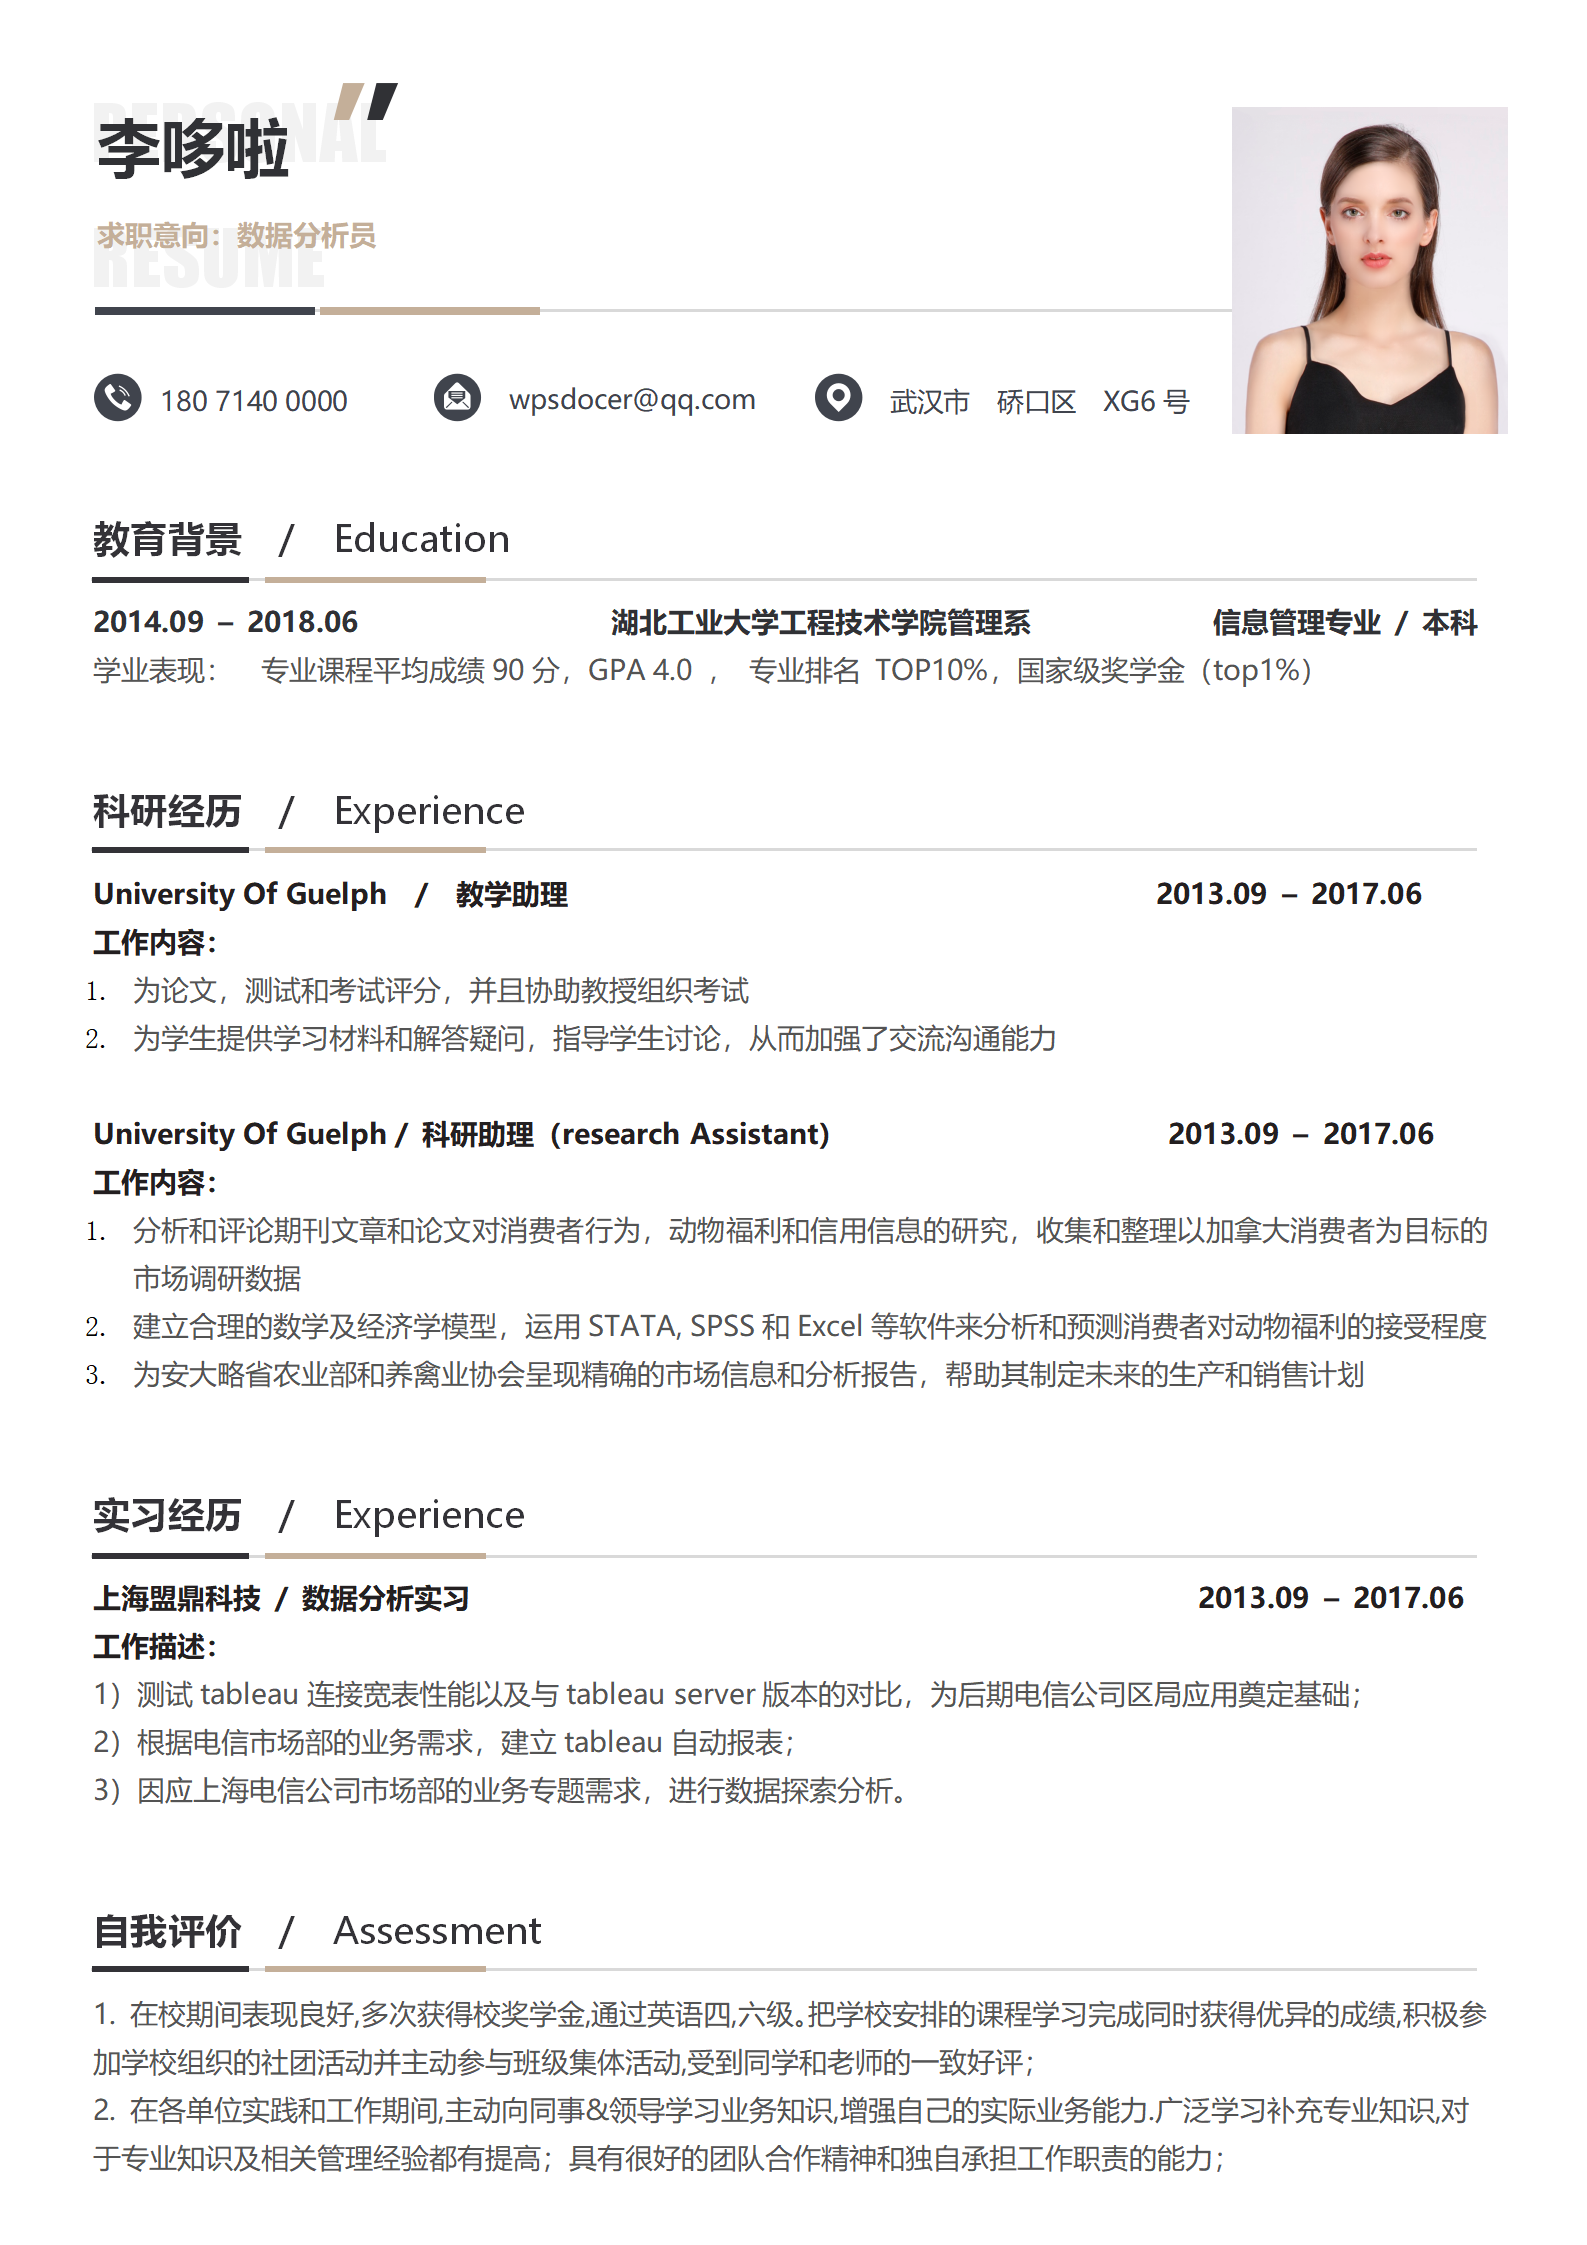 PERSONAL
李哆啦
求职意向：数据分析员
RESUME
180 7140 0000 wpsdocer@qq.com 武汉市 硚口区 XG6 号
教育背景 / Education
2014.09 – 2018.06 湖北工业大学工程技术学院管理系 信息管理专业 / 本科
学业表现： 专业课程平均成绩 90 分，GPA 4.0 ， 专业排名 TOP10%，国家级奖学金（top1%）
科研经历 / Experience
University Of Guelph / 教学助理 2013.09 – 2017.06
工作内容：
1. 为论文，测试和考试评分，并且协助教授组织考试
2. 为学生提供学习材料和解答疑问，指导学生讨论，从而加强了交流沟通能力
University Of Guelph / 科研助理（research Assistant） 2013.09 – 2017.06
工作内容：
1. 分析和评论期刊文章和论文对消费者行为，动物福利和信用信息的研究，收集和整理以加拿大消费者为目标的
市场调研数据
2. 建立合理的数学及经济学模型，运用 STATA, SPSS 和 Excel 等软件来分析和预测消费者对动物福利的接受程度
3. 为安大略省农业部和养禽业协会呈现精确的市场信息和分析报告，帮助其制定未来的生产和销售计划
实习经历 / Experience
上海盟鼎科技 / 数据分析实习 2013.09 – 2017.06
工作描述：
1）测试 tableau 连接宽表性能以及与 tableau server 版本的对比，为后期电信公司区局应用奠定基础；
2）根据电信市场部的业务需求，建立 tableau 自动报表；
3）因应上海电信公司市场部的业务专题需求，进行数据探索分析。
自我评价 / Assessment
1. 在校期间表现良好,多次获得校奖学金,通过英语四,六级。把学校安排的课程学习完成同时获得优异的成绩,积极参
加学校组织的社团活动并主动参与班级集体活动,受到同学和老师的一致好评；
2. 在各单位实践和工作期间,主动向同事&领导学习业务知识,增强自己的实际业务能力.广泛学习补充专业知识,对
于专业知识及相关管理经验都有提高；具有很好的团队合作精神和独自承担工作职责的能力；